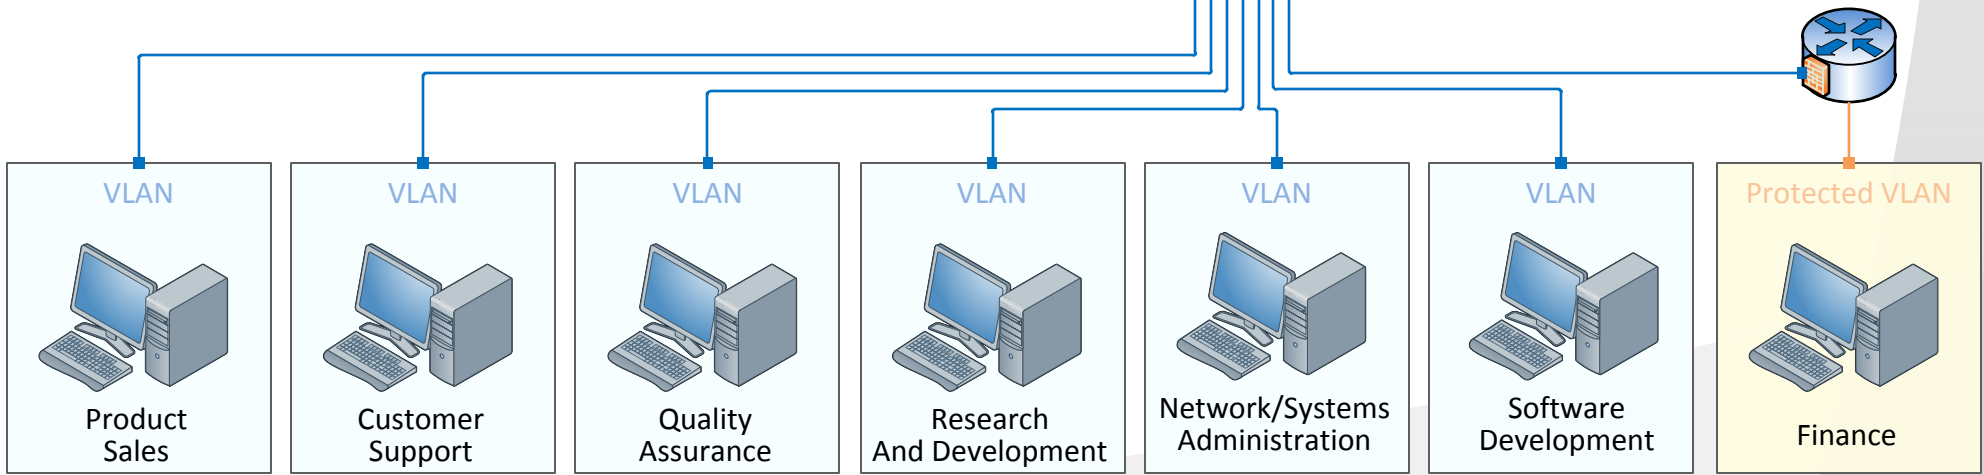 VLAN
Product
Sales
VLAN
Customer
Support
VLAN
Quality
Assurance
VLAN
Research
And Development
VLAN
Network/Systems
Administration
VLAN
Software
Development
Protected VLAN
Finance